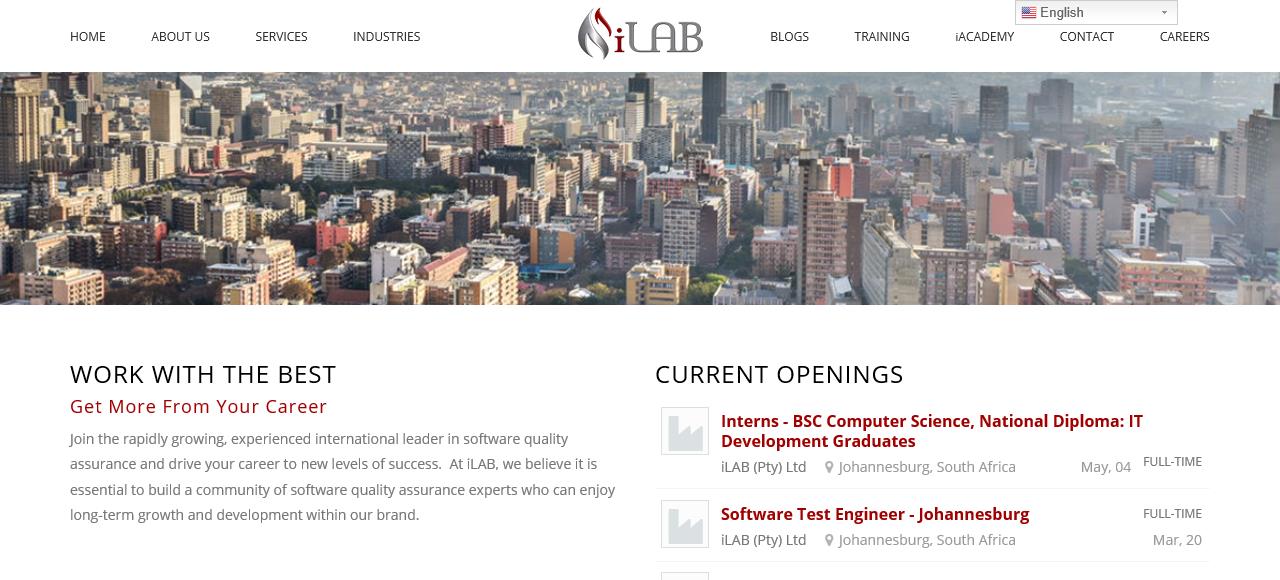 English
HOME
ABOUT US
SERVICES
INDUSTRIES
iLAB
BLOGS
TRAINING
iACADEMY
CONTACT
CAREERS
WORK WITH THE BEST
Get More From Your Career
Join the rapidly growing, experienced international leader in software quality
assurance and drive your career to new levels of success.  At iLAB, we believe it is
essential to build a community of software quality assurance experts who can enjoy
long-term growth and development within our brand.
CURRENT OPENINGS
Interns - BSC Computer Science, National Diploma: IT
Development Graduates
iLAB (Pty) Ltd
Johannesburg, South Africa
May, 04
FULL-TIME
Software Test Engineer - Johannesburg
FULL-TIME
iLAB (Pty) Ltd
Johannesburg, South Africa
Mar, 20